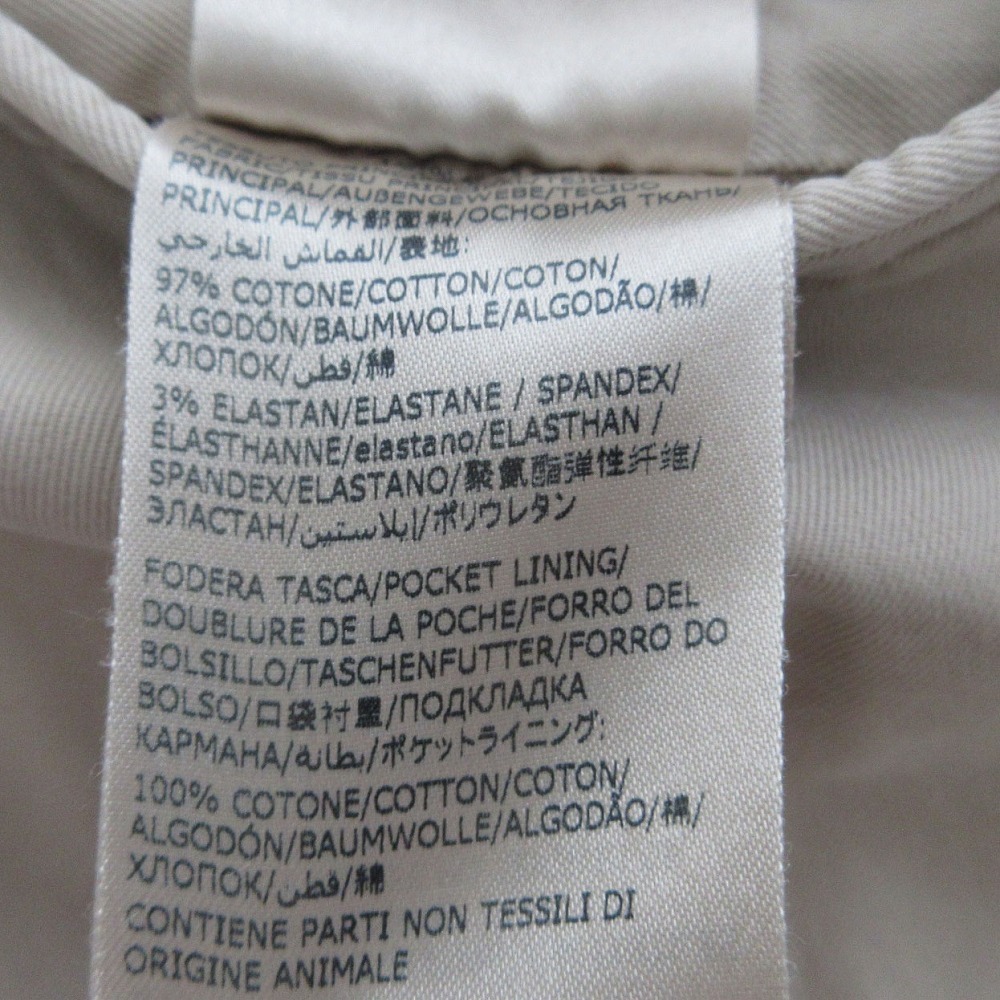 PRINCIPAL/AUßENGEWEBE/TECIDO
PRINCIPAL/外部面料/ОСНОВНАЯ ТКАНЬ/
القماش الخارجي/表地:
97% COTONE/COTTON/COTON/
ALGODÓN/BAUMWOLLE/ALGODÃO/棉/
ХЛОПОК/قطن/綿
3% ELASTAN/ELASTANE / SPANDEX/
ÉLASTHANNE/elastano/ELASTHAN /
SPANDEX/ELASTANO/聚氨酯弹性纤维/
ЭЛАСТАН/إيلاستين/ポリウレタン
FODERA TASCA/POCKET LINING/
DOUBLURE DE LA POCHE/FORRO DEL
BOLSILLO/TASCHENFUTTER/FORRO DO
BOLSO/口袋衬里/ПОДКЛАДКА
КАРМАНА/بطانة/ポケットライニング:
100% COTONE/COTTON/COTON/
ALGODÓN/BAUMWOLLE/ALGODÃO/棉/
ХЛОПОК/قطن/綿
CONTIENE PARTI NON TESSILI DI
ORIGINE ANIMALE